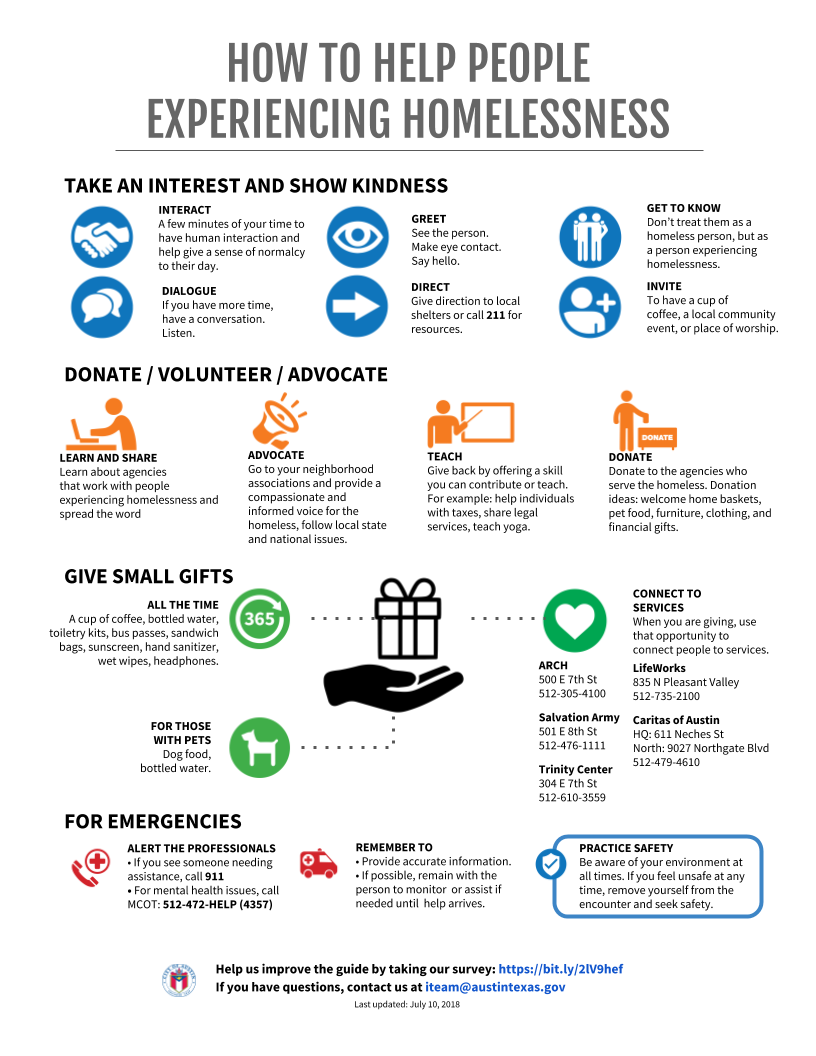 HOW TO HELP PEOPLE
EXPERIENCING HOMELESSNESS
TAKE AN INTEREST AND SHOW KINDNESS
INTERACT
A few minutes of your time to
have human interaction and
help give a sense of normalcy
to their day.
GREET
See the person.
Make eye contact.
Say hello.
GET TO KNOW
Don't treat them as a
homeless person, but as
a person experiencing
homelessness.
DIALOGUE
If you have more time,
have a conversation.
Listen.
DIRECT
Give direction to local
shelters or call 211 for
resources.
INVITE
To have a cup of
coffee, a local community
event, or place of worship.
DONATE / VOLUNTEER / ADVOCATE
LEARN AND SHARE
Learn about agencies
that work with people
experiencing homelessness and
spread the word
ADVOCATE
Go to your neighborhood
associations and provide a
compassionate and
informed voice for the
homeless, follow local state
and national issues.
TEACH
Give back by offering a skill
you can contribute or teach.
For example: help individuals
with taxes, share legal
services, teach yoga.
DONATE
DONATE
Donate to the agencies who
serve the homeless. Donation
ideas: welcome home baskets,
pet food, furniture, clothing, and
financial gifts.
GIVE SMALL GIFTS
ALL THE TIME
A cup of coffee, bottled water,
toiletry kits, bus passes, sandwich
bags, sunscreen, hand sanitizer,
wet wipes, headphones.
365
FOR THOSE
WITH PETS
Dog food,
bottled water.
CONNECT TO
SERVICES
When you are giving, use
that opportunity to
connect people to services.
ARCH
500 E 7th St
512-305-4100
Salvation Army
501 E 8th St
512-476-1111
Trinity Center
304 E 7th St
512-610-3559
LifeWorks
835 N Pleasant Valley
512-735-2100
Caritas of Austin
HQ: 611 Neches St
North: 9027 Northgate Blvd
512-479-4610
FOR EMERGENCIES
ALERT THE PROFESSIONALS
• If you see someone needing
assistance, call 911
• For mental health issues, call
MCOT: 512-472-HELP (4357)
REMEMBER TO
• Provide accurate information.
• If possible, remain with the
person to monitor or assist if
needed until help arrives.
PRACTICE SAFETY
Be aware of your environment at
all times. If you feel unsafe at any
time, remove yourself from the
encounter and seek safety.
Help us improve the guide by taking our survey: https://bit.ly/2lV9hef
If you have questions, contact us at iteam@austintexas.gov
Last updated: July 10, 2018